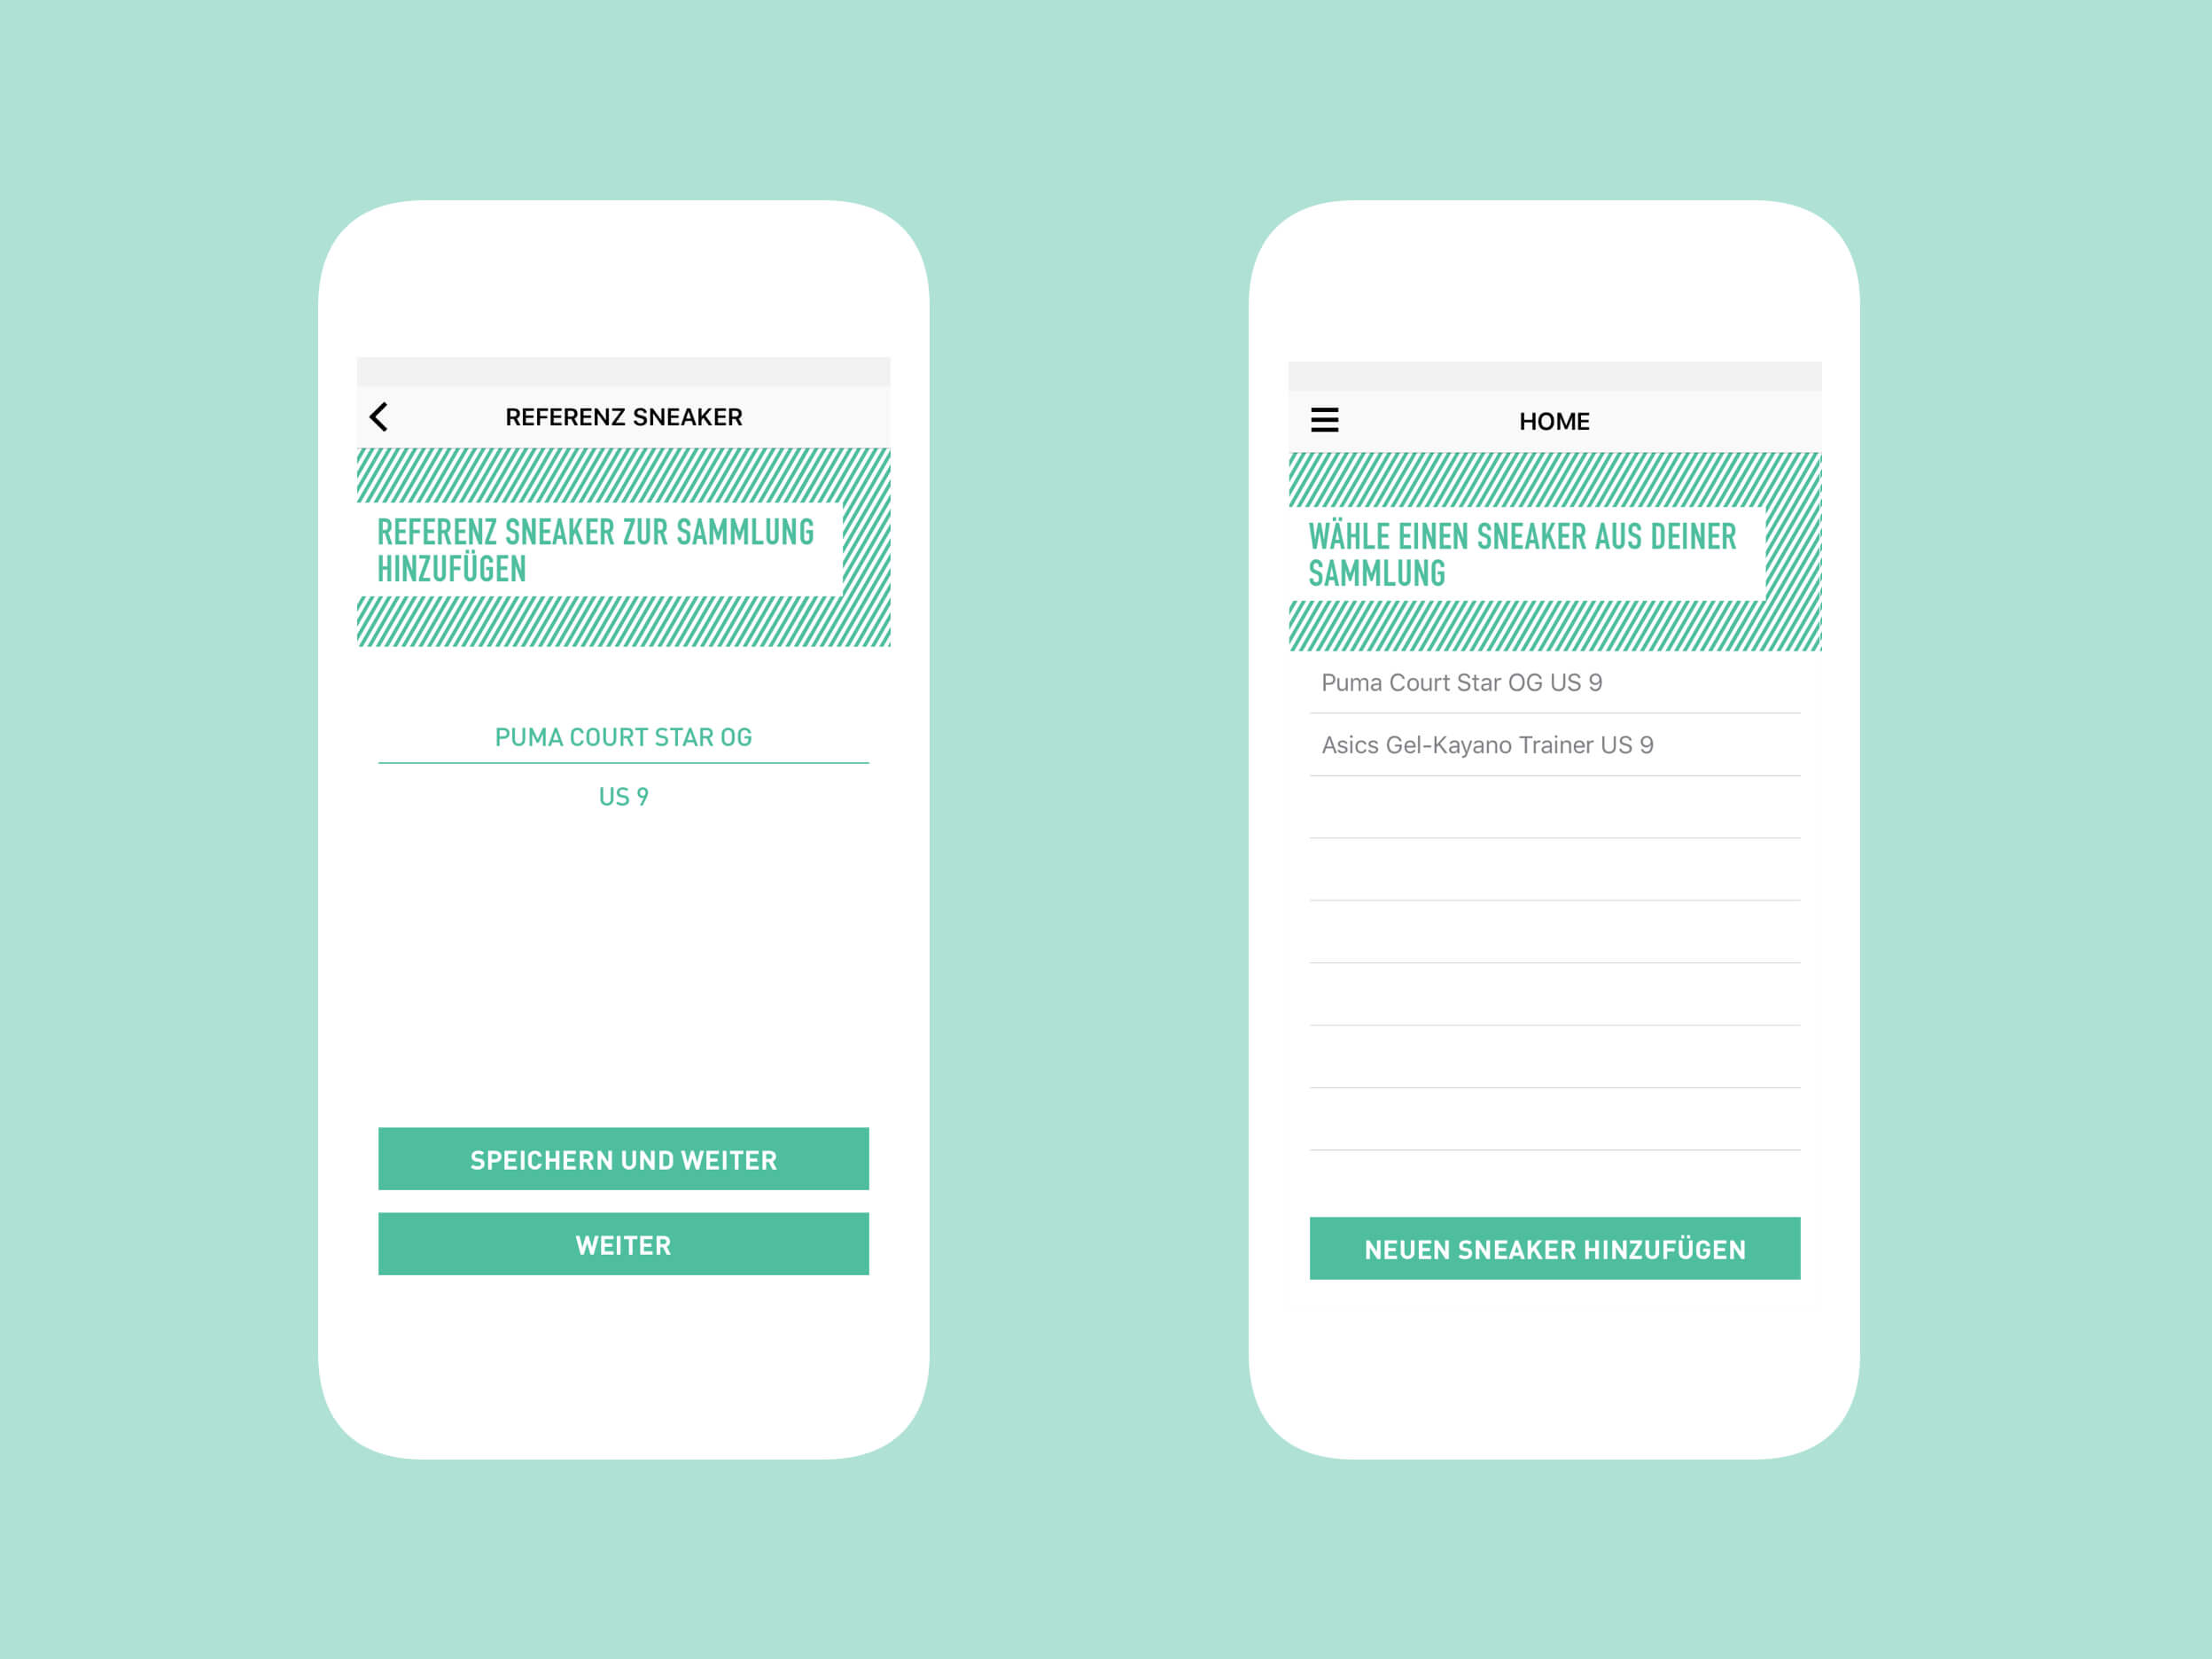 REFERENZ SNEAKER
REFERENZ SNEAKER ZUR SAMMLUNG
HINZUFÜGEN
PUMA COURT STAR OG
US 9
SPEICHERN UND WEITER
WEITER
HOME
WÄHLE EINEN SNEAKER AUS DEINER
SAMMLUNG
Puma Court Star OG US 9
Asics Gel-Kayano Trainer US 9
NEUEN SNEAKER HINZUFÜGEN